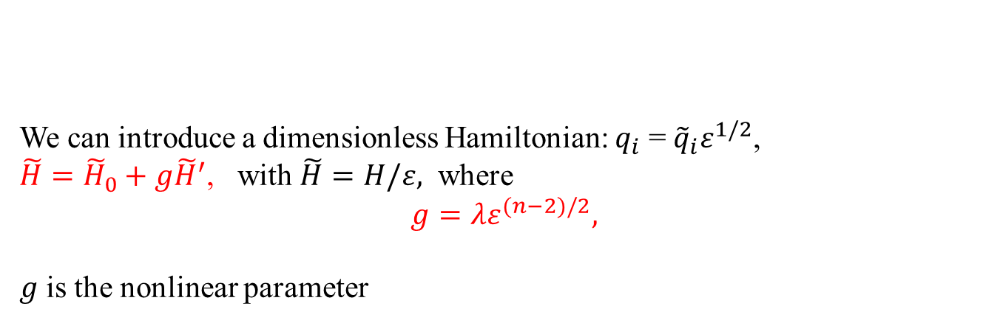 We can introduce a dimensionless Hamiltonian: 𝑞ᵢ = 𝑞̃ᵢ𝜀^{1/2},
𝐻̃ = 𝐻̃₀ + 𝑔𝐻̃′, with 𝐻̃ = 𝐻/𝜀, where
𝑔 = 𝜆𝜀^{(𝑛−2)/2},
𝑔 is the nonlinear parameter